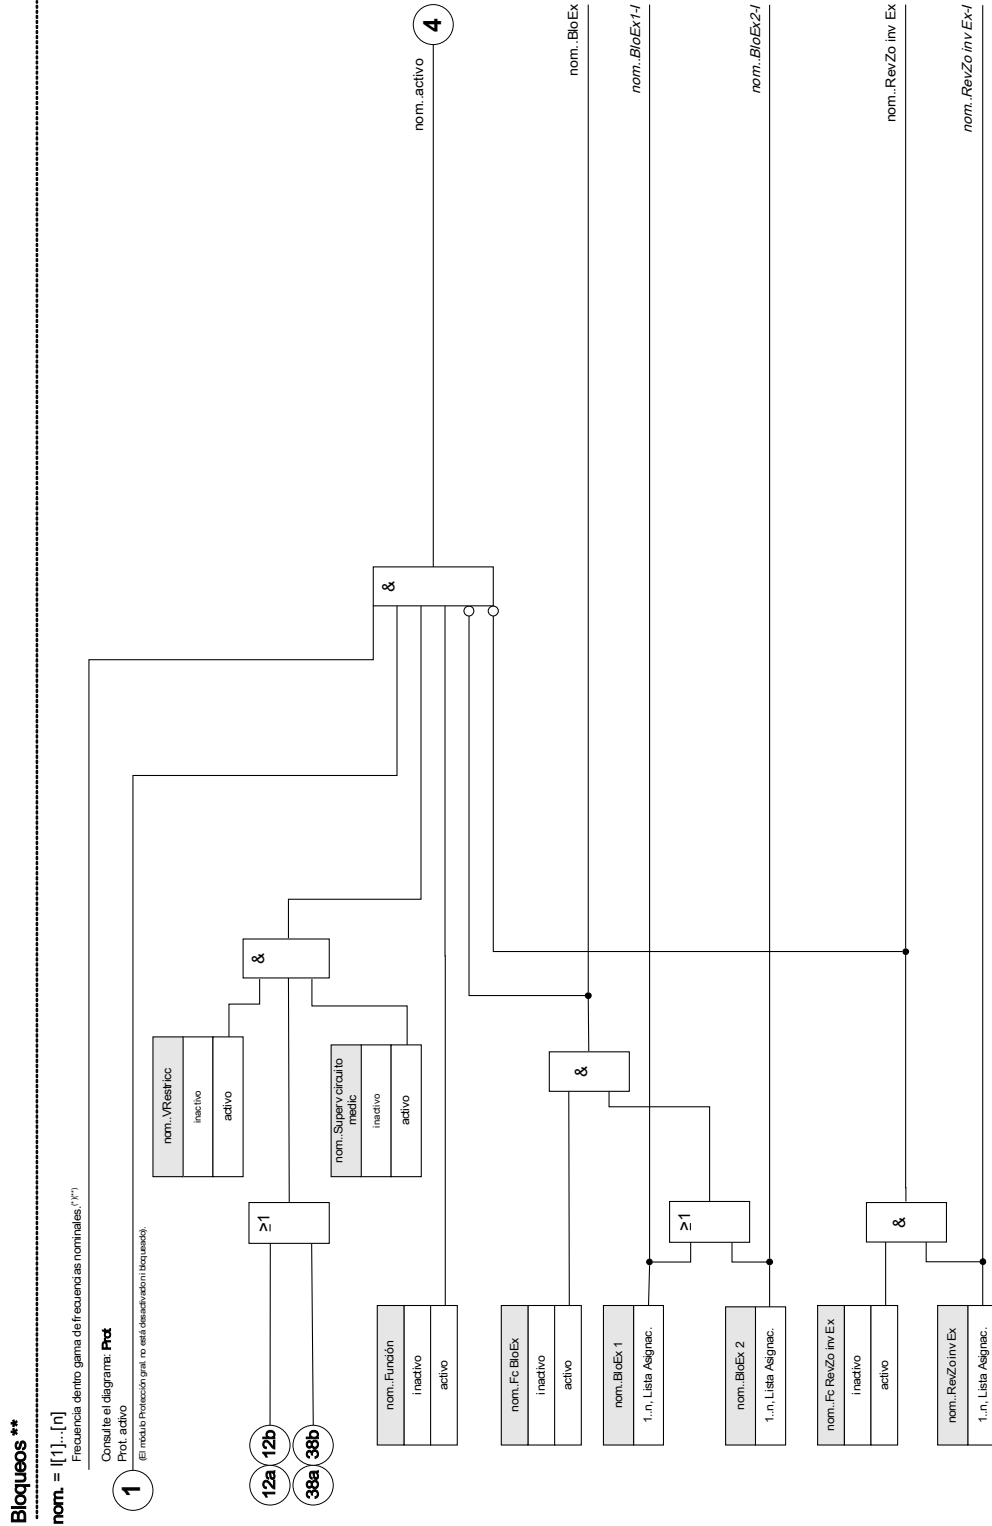 Bloqueos **
nom. = I[1]...[n]
Frecuencia dentro gama de frecuencias nominales.(*)(**)
Consulte el diagrama: Prot
Prot. activo
1
(El módulo Protección gral. no está desactivado ni bloqueado).
nom..VRestricc
inactivo
activo
&
12a
12b
38a
38b
≥1
nom..Superv circuito
medic
inactivo
activo
nom..Función
inactivo
activo
&
nom..activo
4
nom..Fc BloEx
inactivo
activo
&
nom..BloEx
nom..BloEx 1
1..n, Lista Asignac.
nom..BloEx1-I
≥1
nom..BloEx 2
1..n, Lista Asignac.
nom..BloEx2-I
nom..Fc RevZo inv Ex
inactivo
activo
&
nom..RevZo inv Ex
nom..RevZo inv Ex
1..n, Lista Asignac.
nom..RevZo inv Ex-I